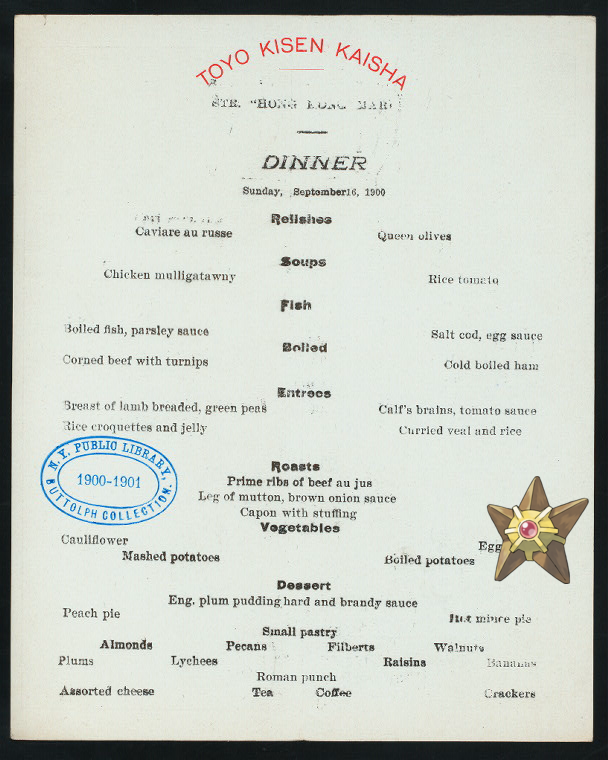 TOYO KISEN KAISHA
STR. "HONG KONG MARU
DINNER
Sunday, September16, 1900
Relishes
Caviare au russe Queen olives
Soups
Chicken mulligatawny Rice tomato
Fish
Boiled fish, parsley sauce Salt cod, egg sauce
Boiled
Corned beef with turnips Cold boiled ham
Entrees
Breast of lamb breaded, green peas Calf's brains, tomato sauce
Rice croquettes and jelly Curried veal and rice
N.Y. PUBLIC LIBRARY,
1900-1901
BUTTOLPH COLLECTION.
Roasts
Prime ribs of beef au jus
Leg of mutton, brown onion sauce
Capon with stuffing
Vegetables
Cauliflower Egg
Mashed potatoes Boiled potatoes
Dessert
Eng. plum pudding hard and brandy sauce
Peach pie mince pie
Small pastry
Almonds Pecans Filberts Walnuts
Plums Lychees Raisins Bananas
Roman punch
Assorted cheese Tea Coffee Crackers